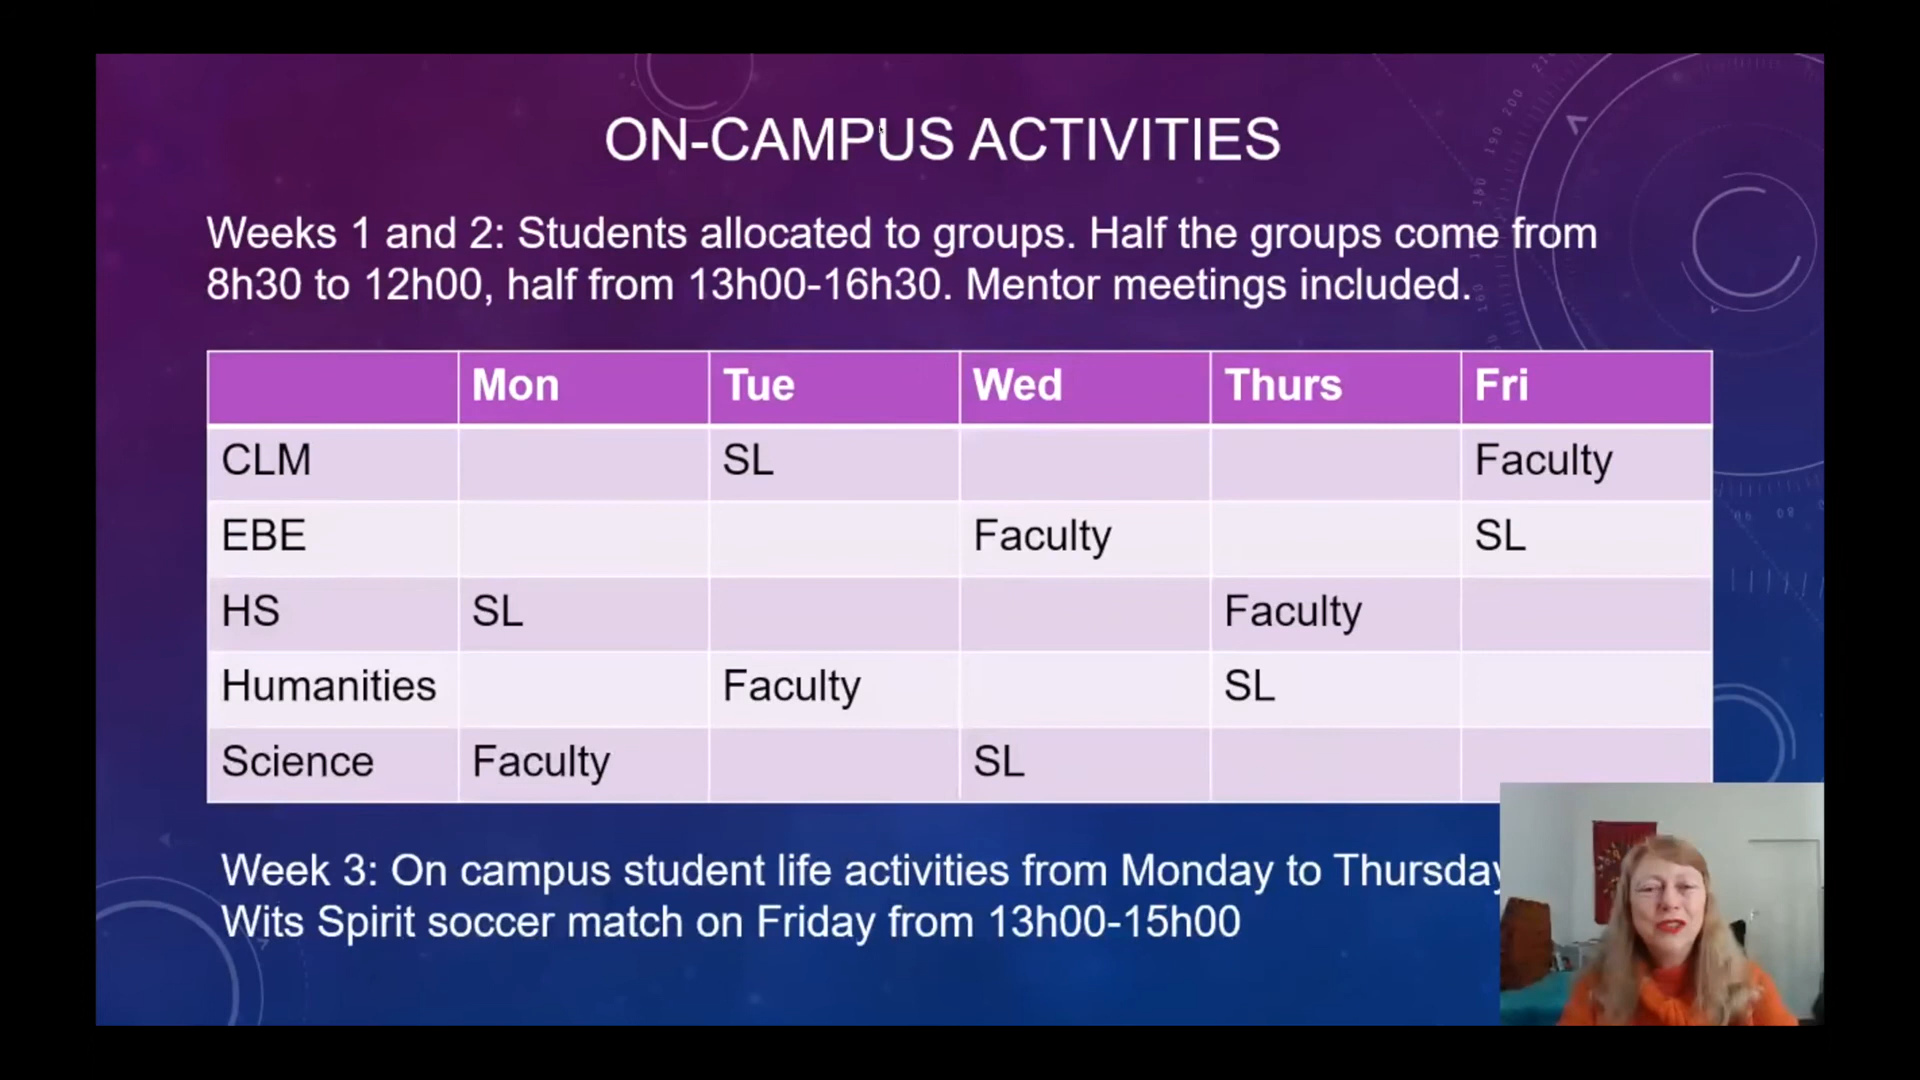 ON-CAMPUS ACTIVITIES
Weeks 1 and 2: Students allocated to groups. Half the groups come from
8h30 to 12h00, half from 13h00-16h30. Mentor meetings included.
Mon Tue Wed Thurs Fri
CLM SL Faculty
EBE Faculty SL
HS SL Faculty
Humanities Faculty SL
Science Faculty SL
Week 3: On campus student life activities from Monday to Thursday
Wits Spirit soccer match on Friday from 13h00-15h00